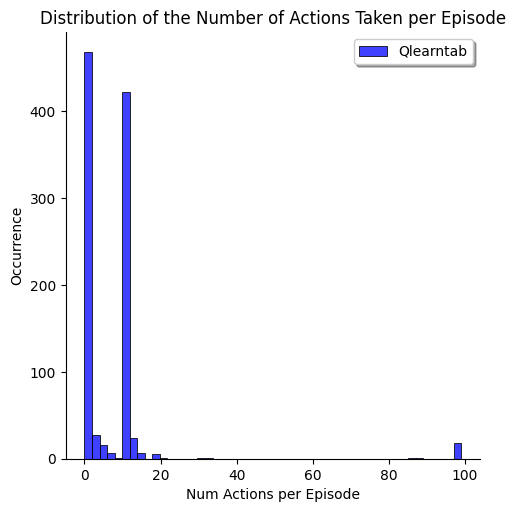 Distribution of the Number of Actions Taken per Episode
Qlearntab
Occurrence
400
300
200
100
0
0 20 40 60 80 100
Num Actions per Episode